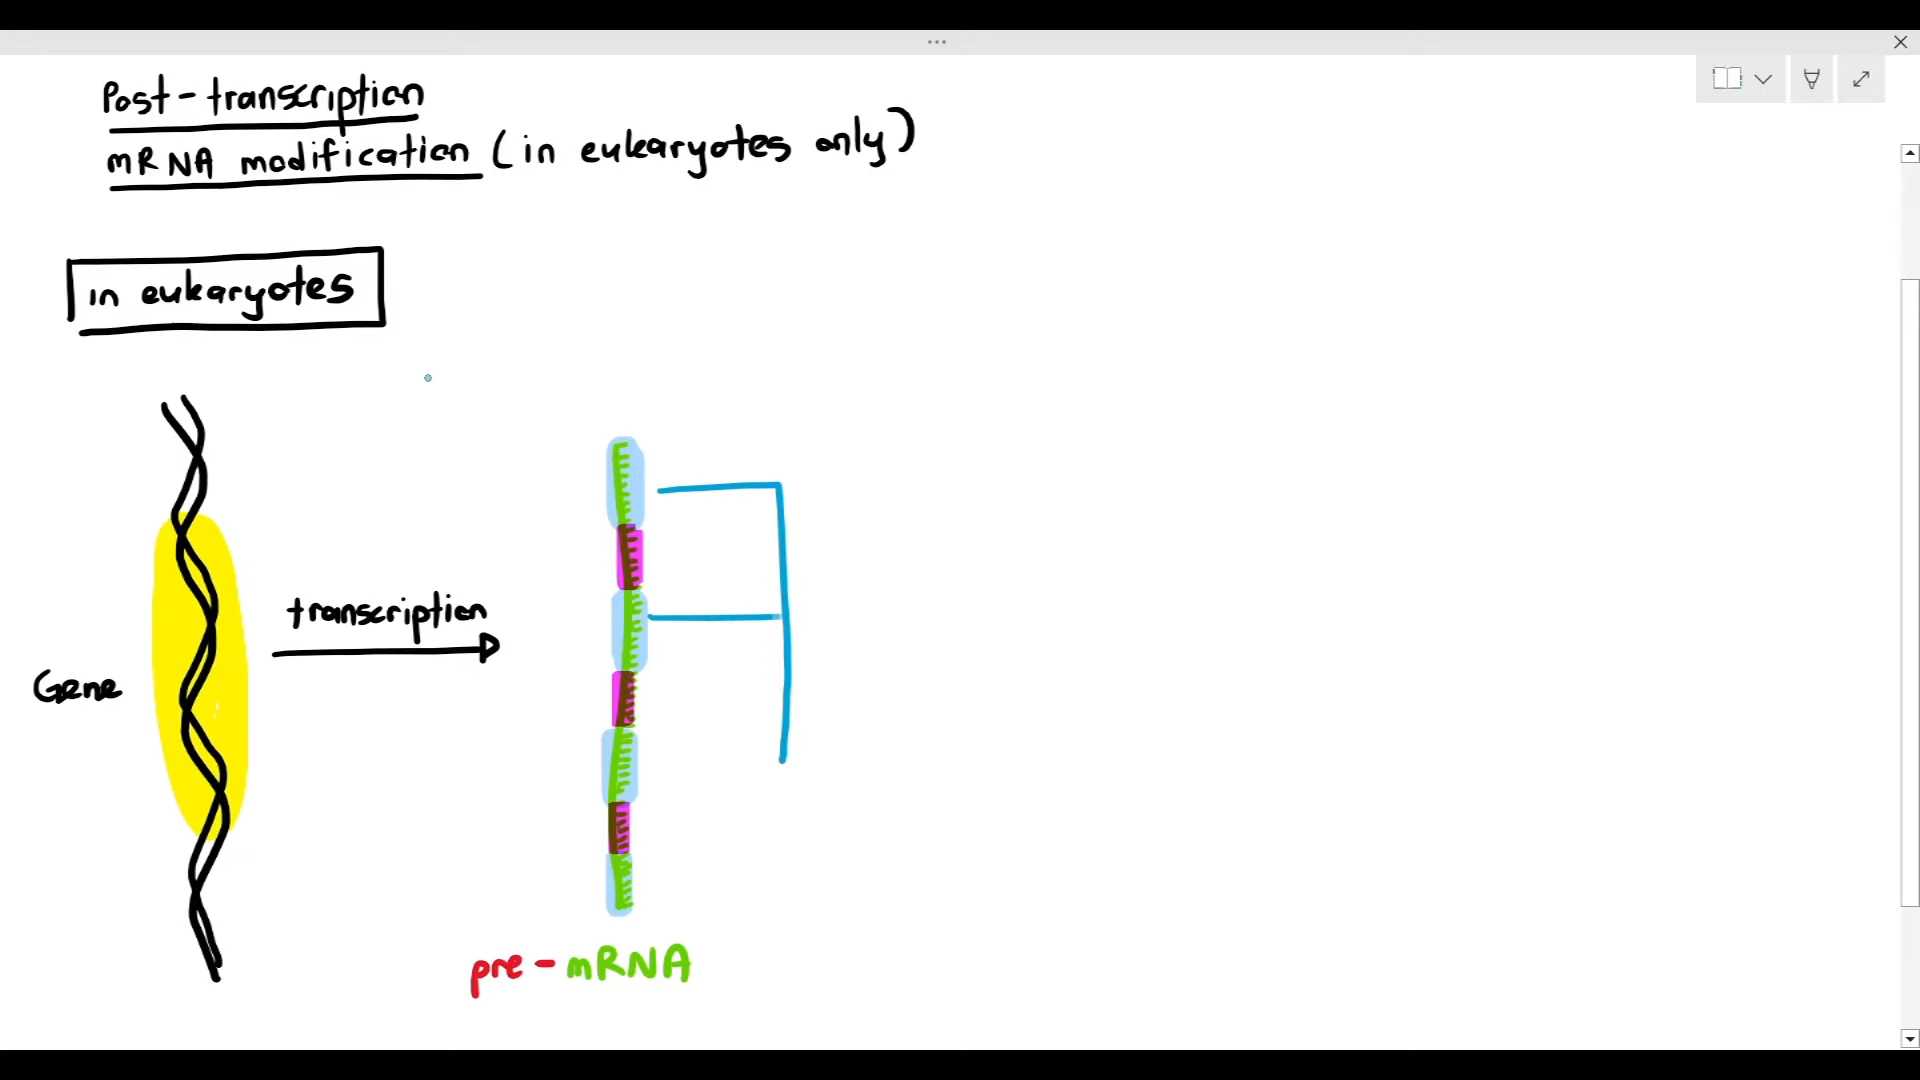 Post-transcription
mRNA modification (in eukaryotes only)
in eukaryotes
transcription
Gene
pre-mRNA